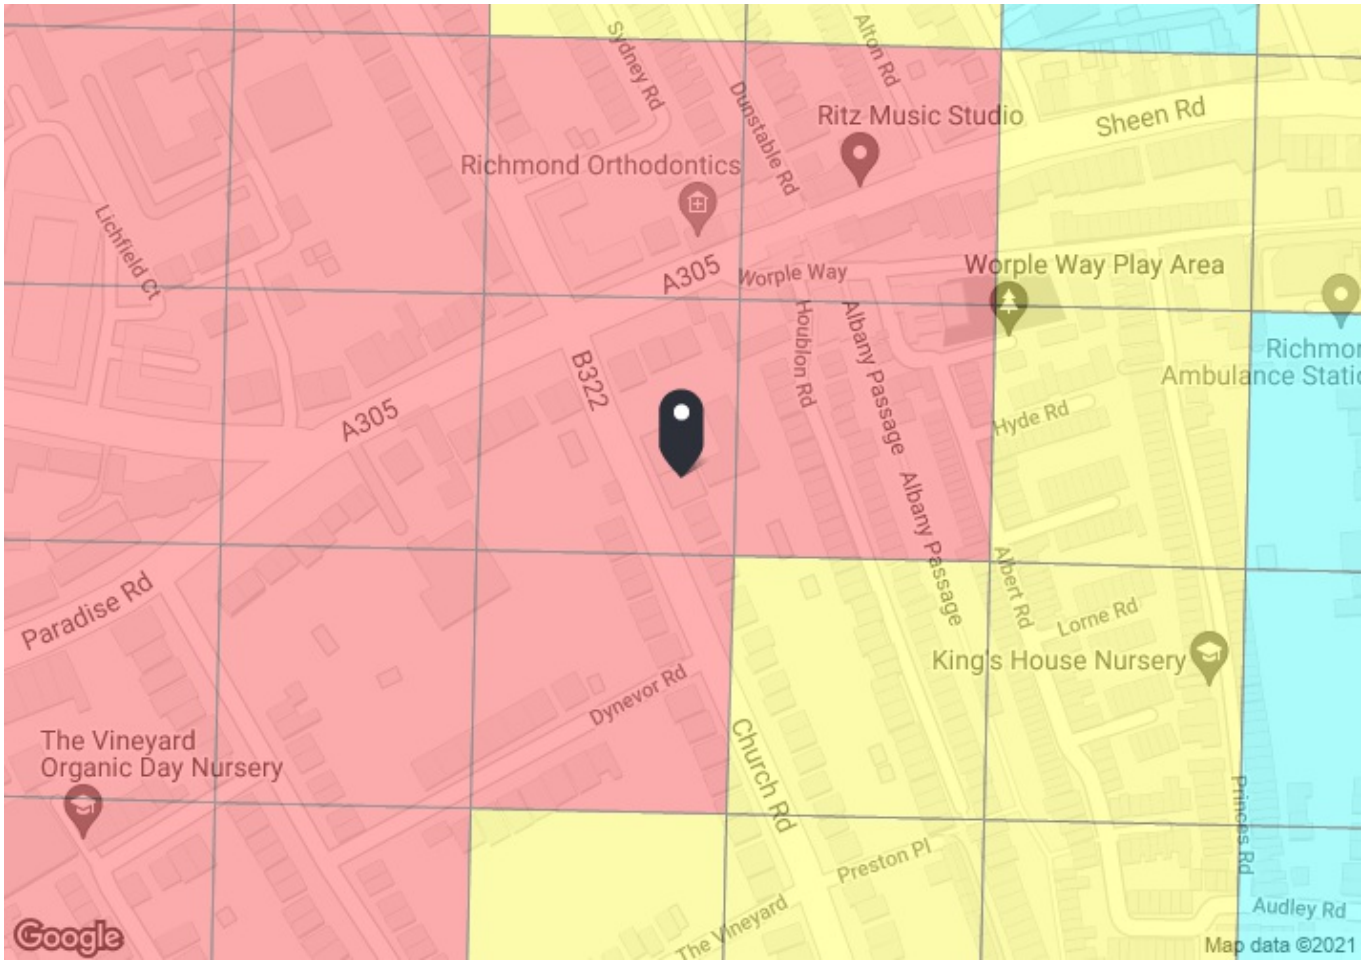 Sydney Rd
Alton Rd
Dunstable Rd
Ritz Music Studio
Sheen Rd
Richmond Orthodontics
Lichfield Ct
A305
Worple Way
Worple Way Play Area
Houblon Rd
Albany Passage
B322
A305
Richmon
Ambulance Static
Hyde Rd
Albany Passage
Albert Rd
Paradise Rd
Lorne Rd
King's House Nursery
Dynevor Rd
Church Rd
The Vineyard
Organic Day Nursery
Princes Rd
Preston Pl
Audley Rd
The Vineyard
Google
Map data ©2021